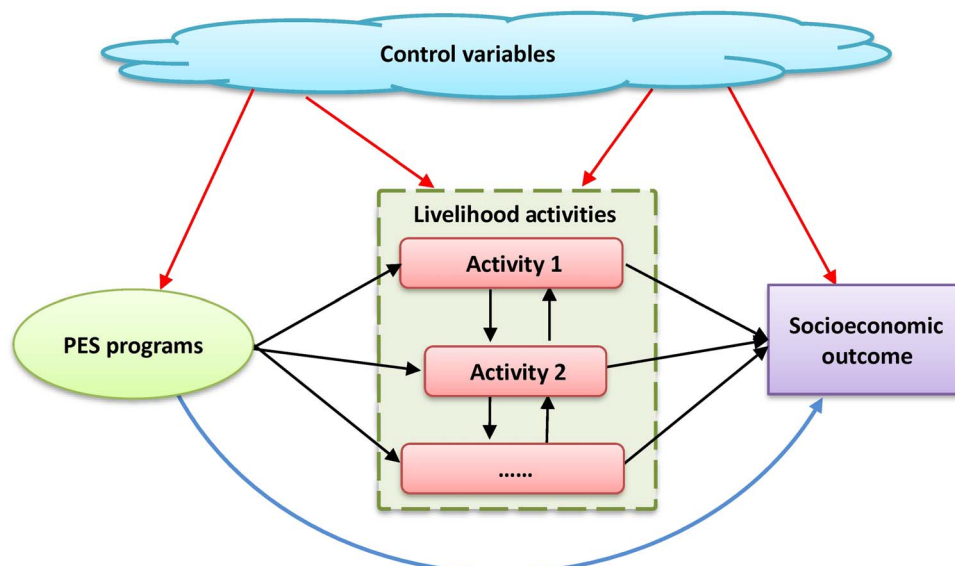 Control variables
Livelihood activities
Activity 1
PES programs
Activity 2
......
Socioeconomic
outcome